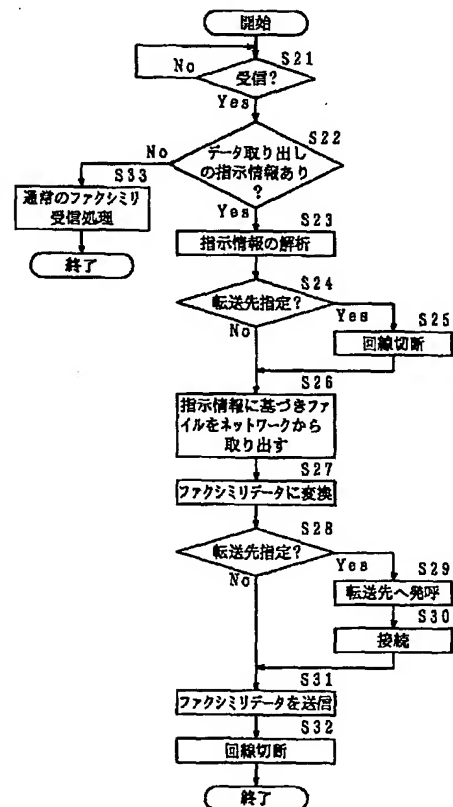 開始
S21
No
受信?
Yes
S22
No
データ取り出し
の指示情報あり
?
S33
通常のファクシミリ
受信処理
終了
Yes
S23
指示情報の解析
S24
転送先指定?
Yes
S25
No
回線切断
S26
指示情報に基づきファ
イルをネットワークから
取り出す
S27
ファクシミリデータに変換
S28
転送先指定?
Yes
S29
No
転送先へ発呼
S30
接続
S31
ファクシミリデータを送信
S32
回線切断
終了